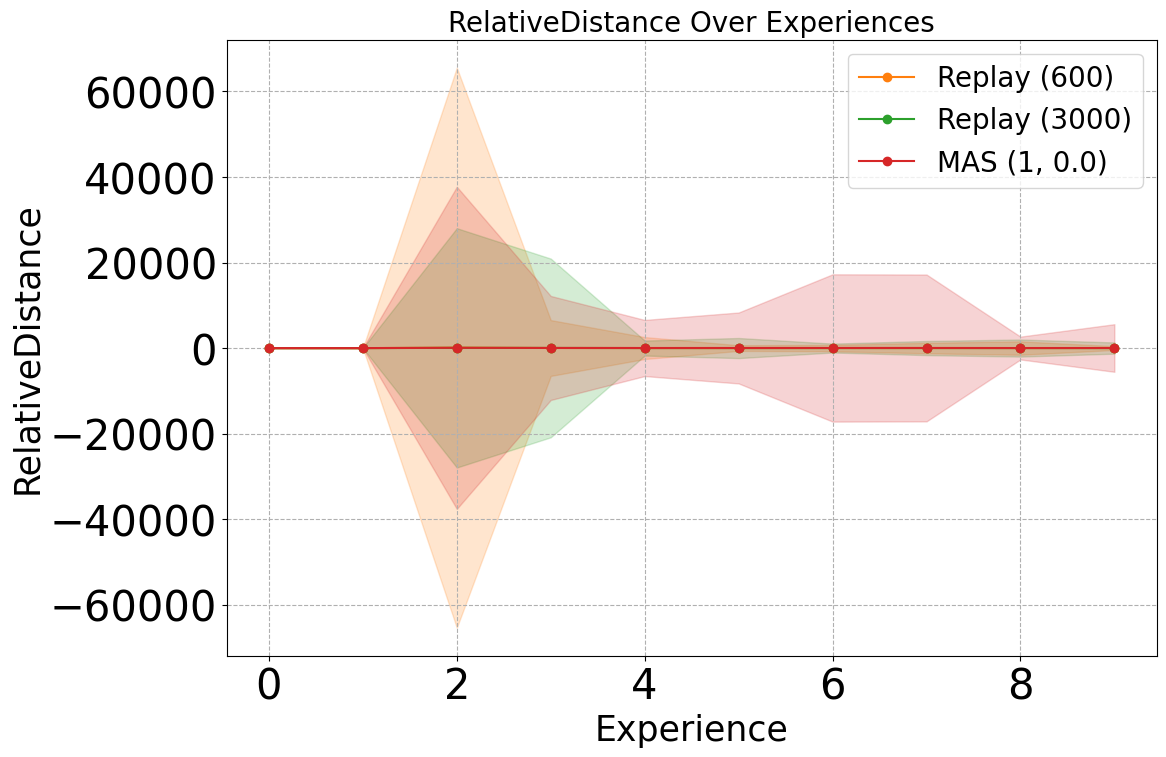 RelativeDistance Over Experiences
Replay (600)
Replay (3000)
MAS (1, 0.0)
RelativeDistance
60000
40000
20000
0
−20000
−40000
−60000
0 2 4 6 8
Experience